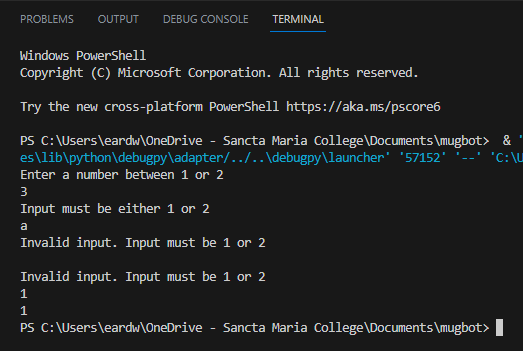 PROBLEMS OUTPUT DEBUG CONSOLE TERMINAL
Windows PowerShell
Copyright (C) Microsoft Corporation. All rights reserved.
Try the new cross-platform PowerShell https://aka.ms/pscore6
PS C:\Users\eardw\OneDrive - Sancta Maria College\Documents\mugbot> & '
es\lib\python\debugpy\adapter/../..\debugpy\launcher' '57152' '--' 'C:\U
Enter a number between 1 or 2
3
Input must be either 1 or 2
a
Invalid input. Input must be 1 or 2
Invalid input. Input must be 1 or 2
1
1
PS C:\Users\eardw\OneDrive - Sancta Maria College\Documents\mugbot>